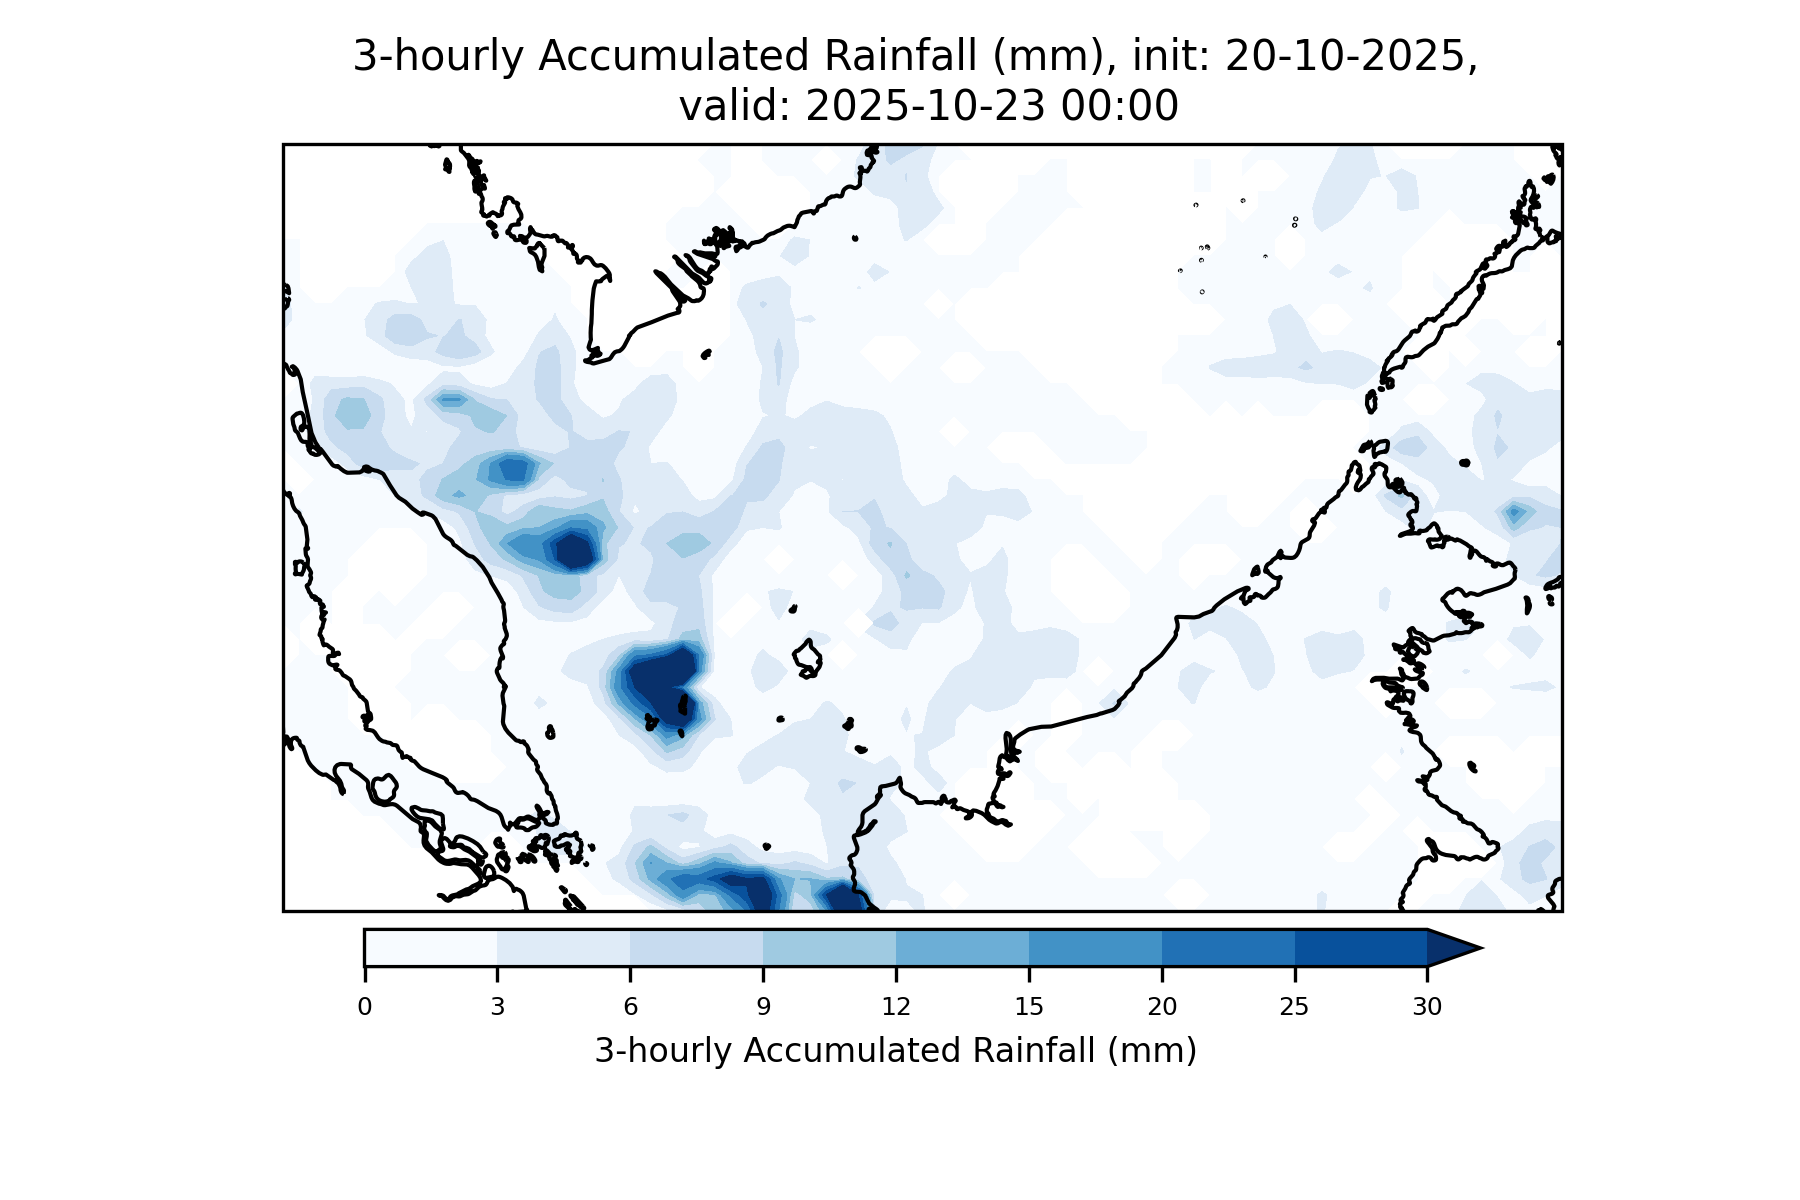 3-hourly Accumulated Rainfall (mm), init: 20-10-2025,
valid: 2025-10-23 00:00
0 3 6 9 12 15 20 25 30
3-hourly Accumulated Rainfall (mm)